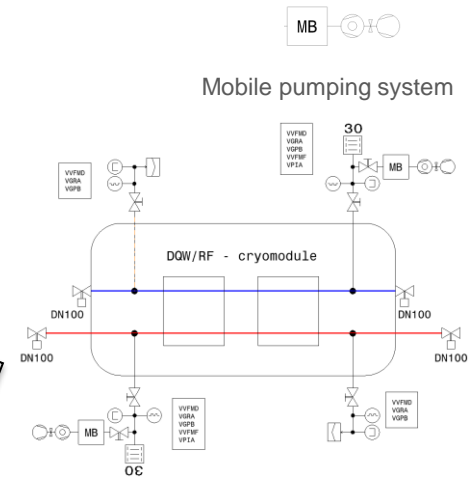 MB
Mobile pumping system
VVFMD
VGRA
VGPB
VVFMD
VGRA
VGPB
VVFMF
VPIA
30
MB
DQW/RF - cryomodule
DN100
DN100
DN100
DN100
MB
VVFMD
VGRA
VGPB
VVFMF
VPIA
30
VVFMD
VGRA
VGPB